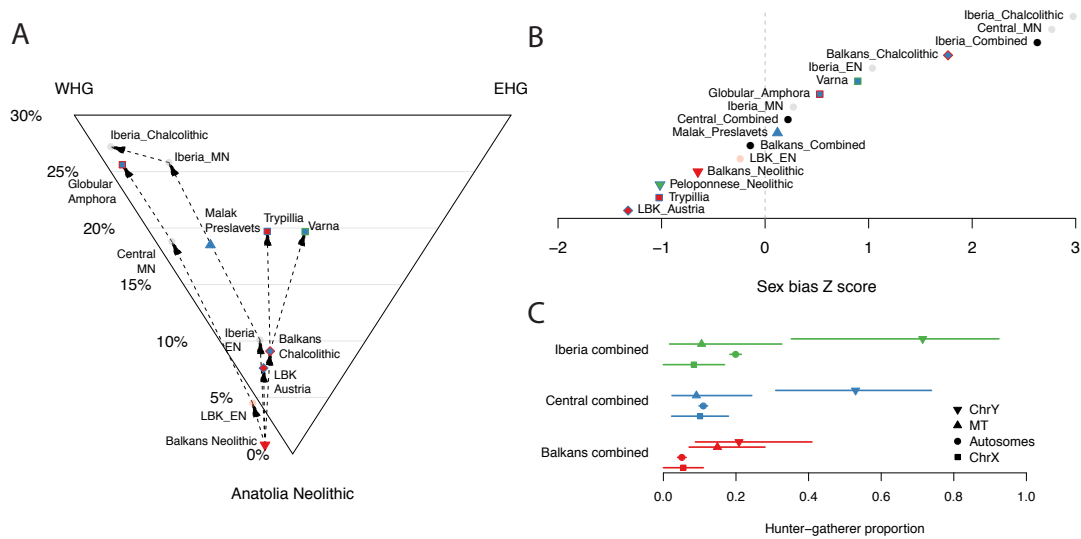 A
WHG
EHG
30%
25%
20%
15%
10%
5%
0%
Iberia_Chalcolithic
Iberia_MN
Globular
Amphora
Malak
Preslavets
Trypillia
Varna
Central
MN
Iberia
EN
Balkans
Chalcolithic
LBK
Austria
LBK_EN
Balkans Neolithic
Anatolia Neolithic
B
Iberia_Chalcolithic
Central_MN
Iberia_Combined
Balkans_Chalcolithic
Iberia_EN
Varna
Globular_Amphora
Iberia_MN
Central_Combined
Malak_Preslavets
Balkans_Combined
LBK_EN
Balkans_Neolithic
Peloponnese_Neolithic
Trypillia
LBK_Austria
−2 −1 0 1 2 3
Sex bias Z score
C
Iberia combined
Central combined
Balkans combined
ChrY
MT
Autosomes
ChrX
0.0 0.2 0.4 0.6 0.8 1.0
Hunter−gatherer proportion